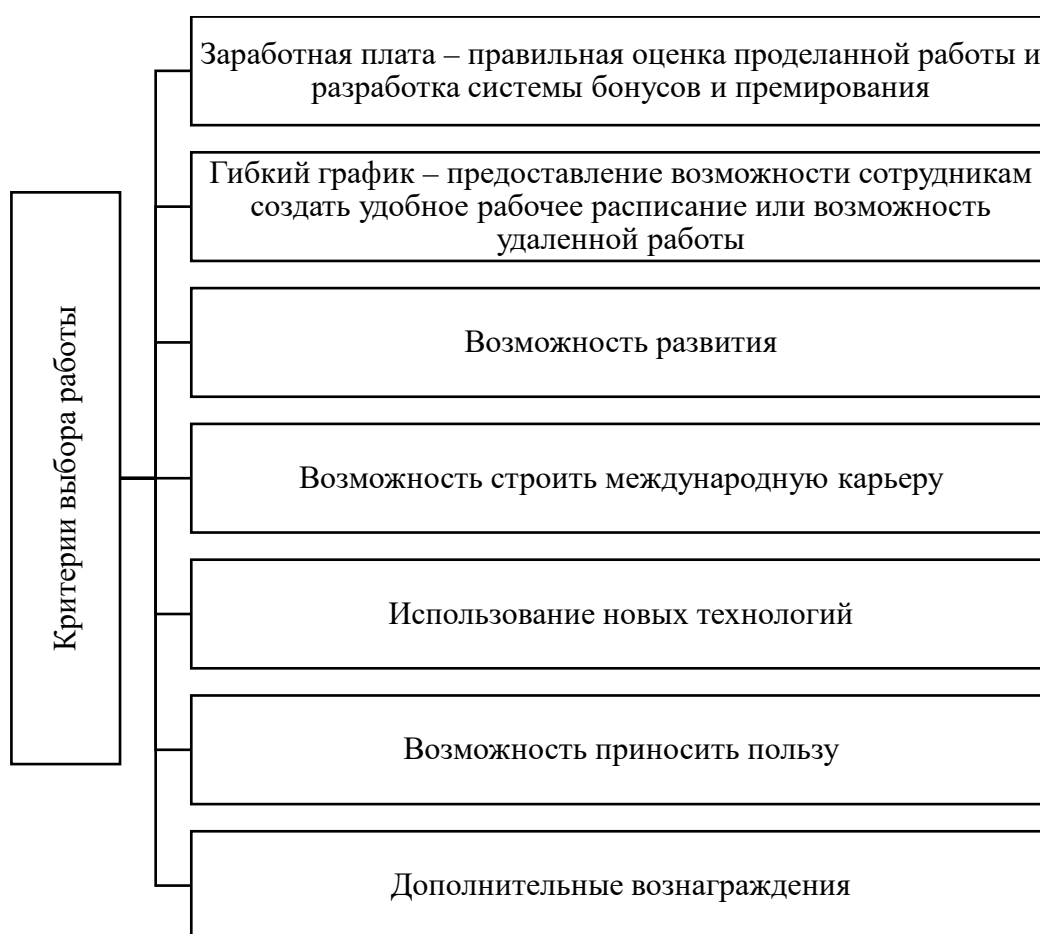 Критерии выбора работы
Заработная плата – правильная оценка проделанной работы и
разработка системы бонусов и премирования
Гибкий график – предоставление возможности сотрудникам
создать удобное рабочее расписание или возможность
удаленной работы
Возможность развития
Возможность строить международную карьеру
Использование новых технологий
Возможность приносить пользу
Дополнительные вознаграждения